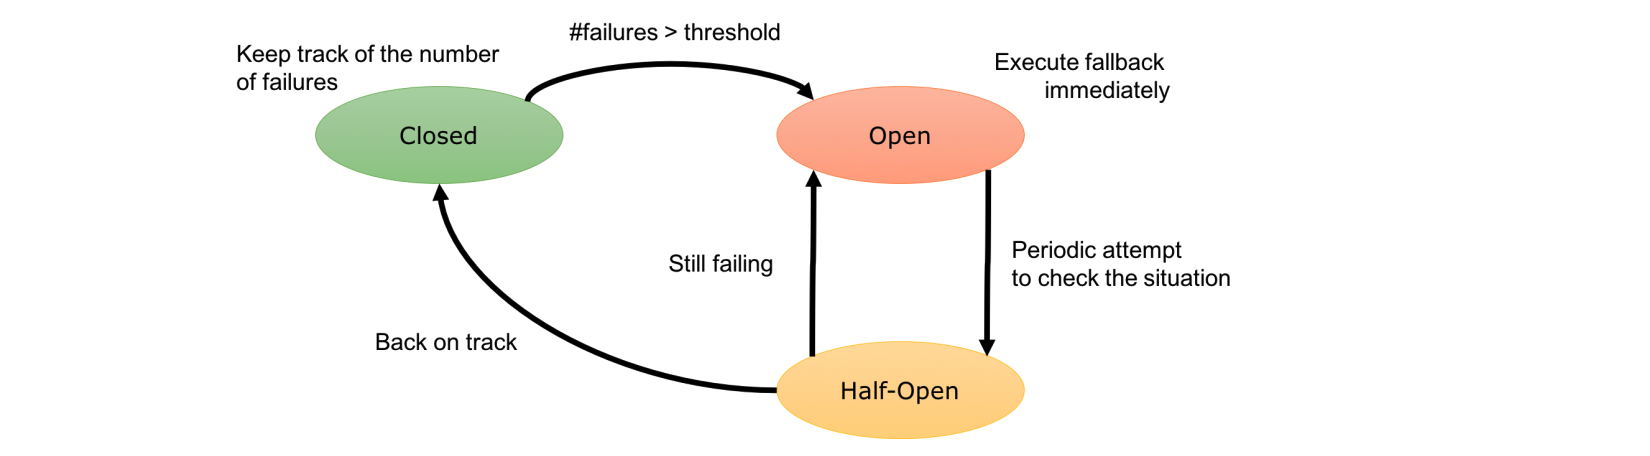 #failures > threshold
Keep track of the number
of failures
Execute fallback
immediately
Closed
Open
Still failing
Periodic attempt
to check the situation
Back on track
Half-Open